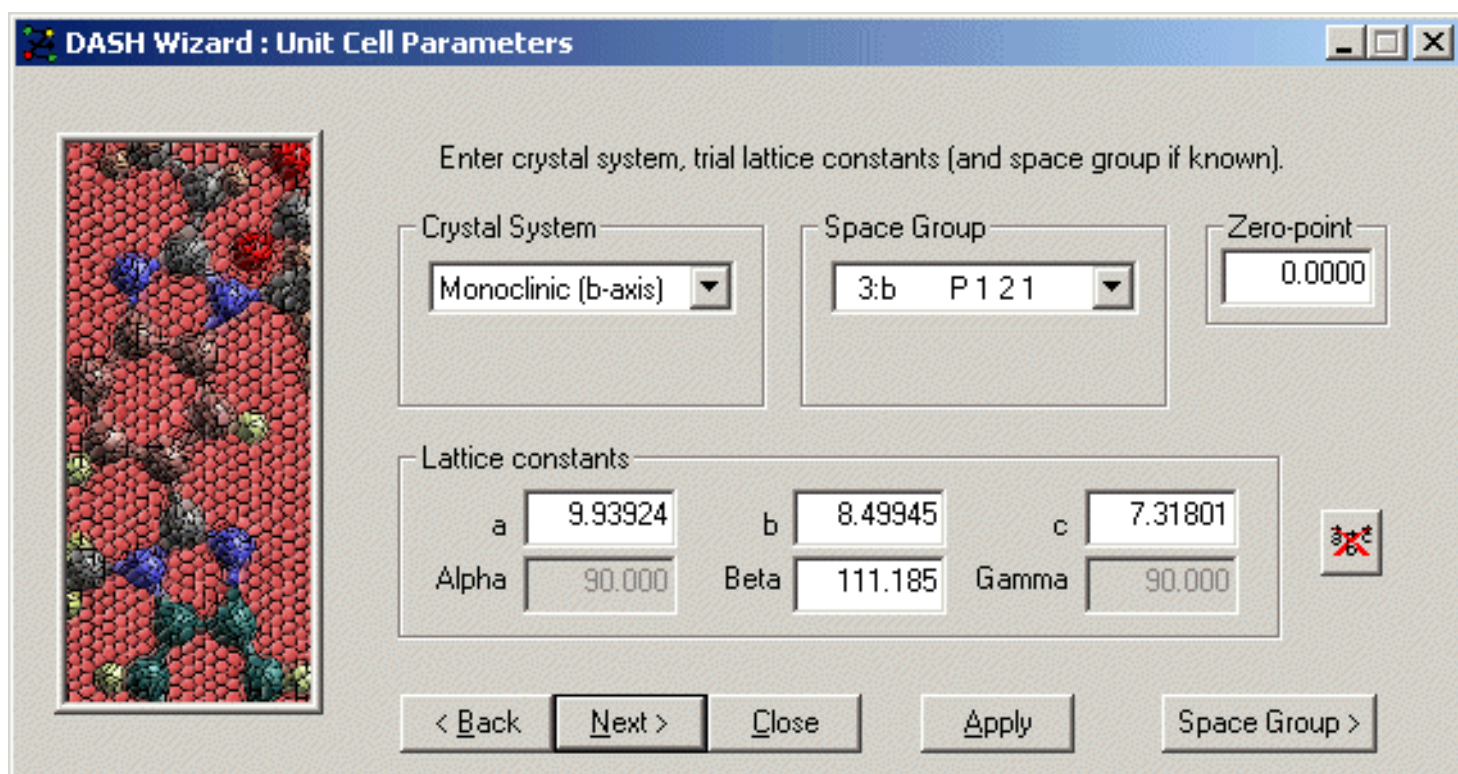 DASH Wizard : Unit Cell Parameters
Enter crystal system, trial lattice constants (and space group if known).
Crystal System Space Group Zero-point
Monoclinic (b-axis) 3:b P 1 2 1 0.0000
Lattice constants
a 9.93924 b 8.49945 c 7.31801
Alpha 90.000 Beta 111.185 Gamma 90.000
< Back Next > Close Apply Space Group >